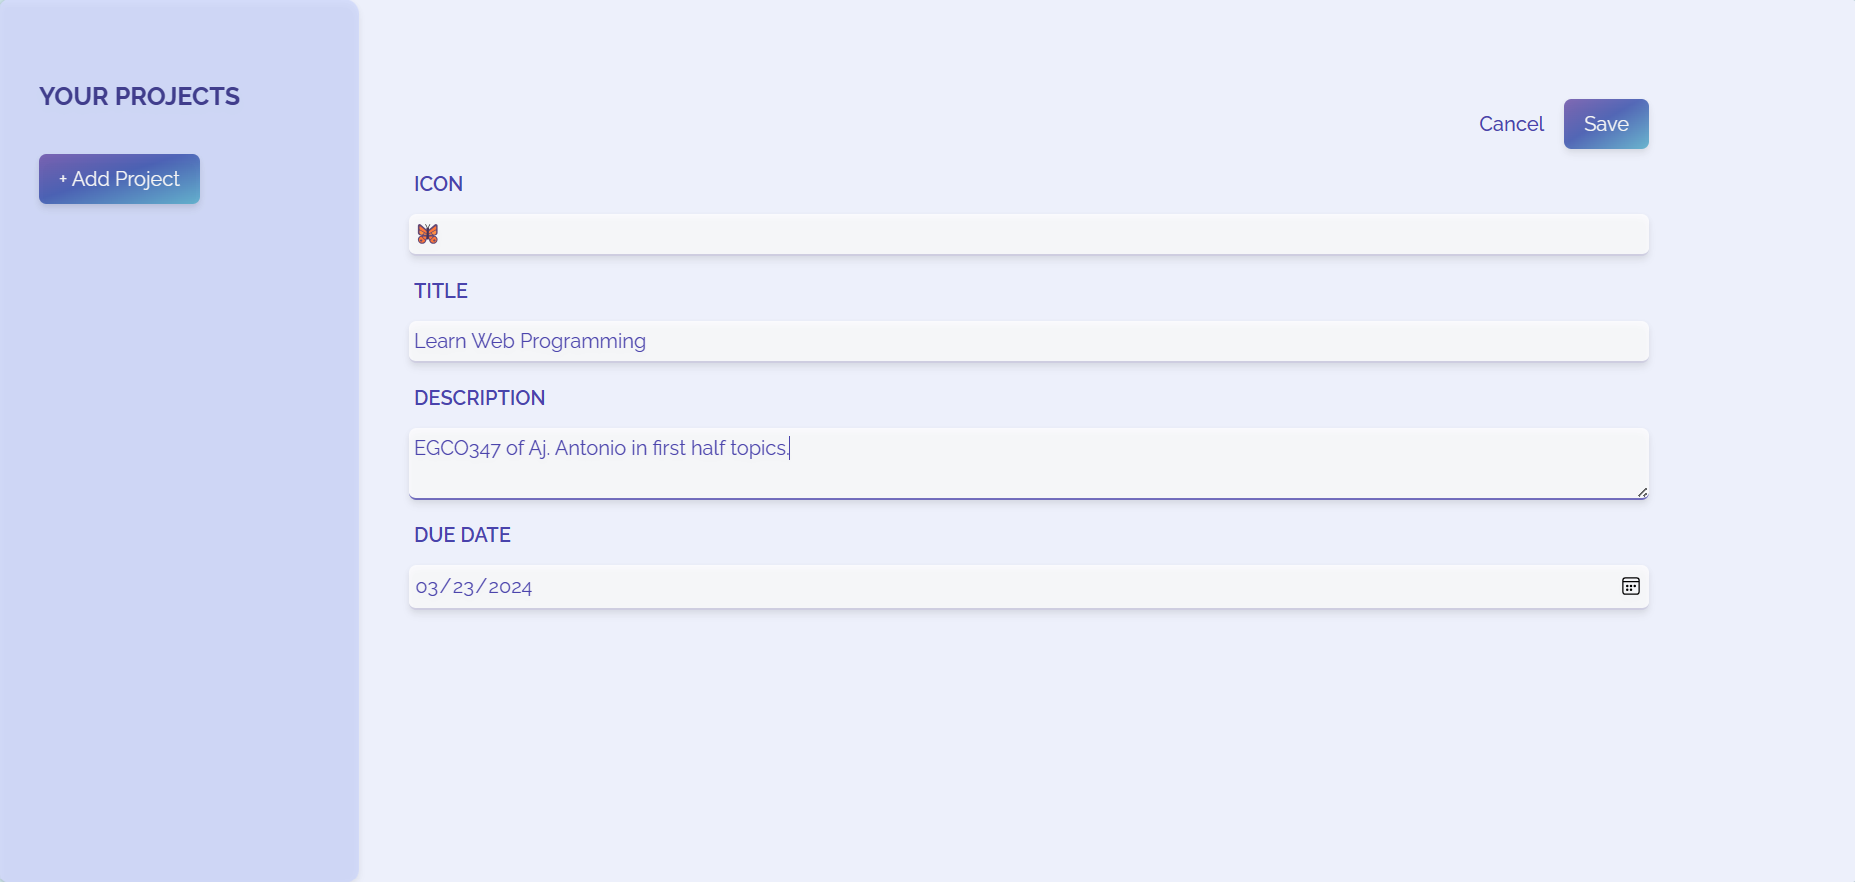 YOUR PROJECTS
+ Add Project
Cancel
Save
ICON
🦋
TITLE
Learn Web Programming
DESCRIPTION
EGCO347 of Aj. Antonio in first half topics.
DUE DATE
03/23/2024